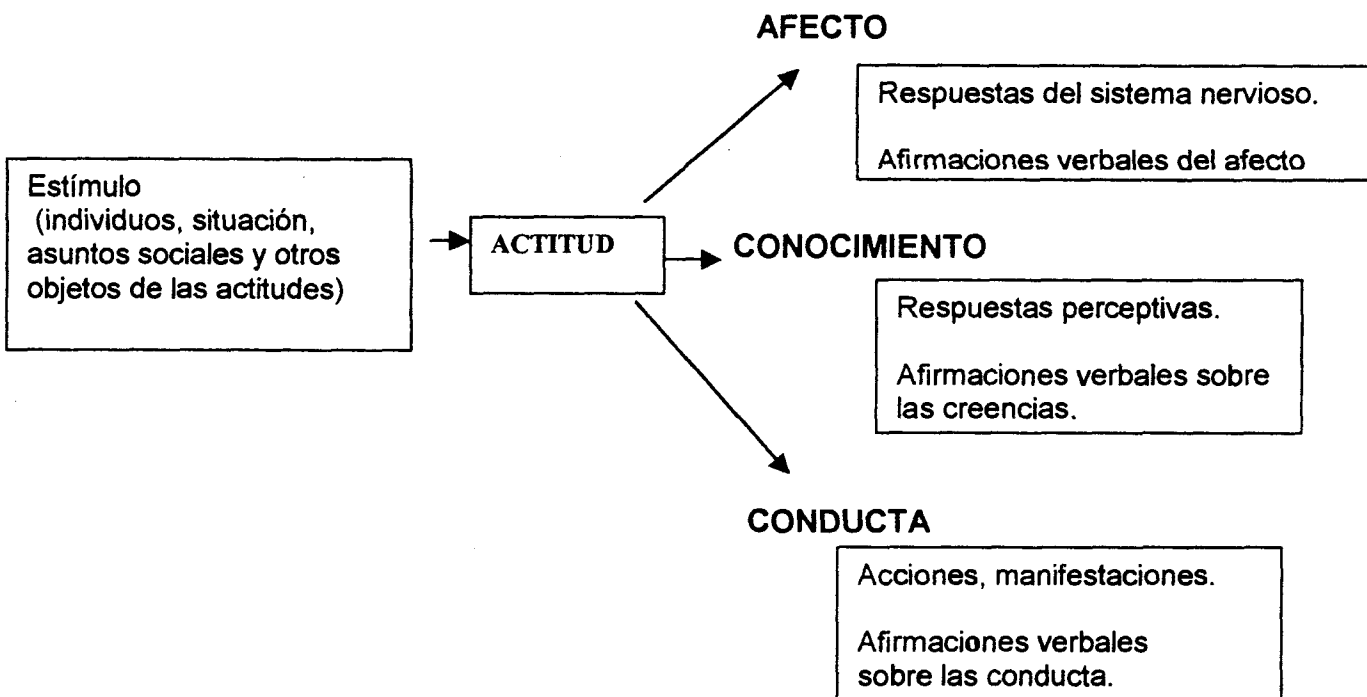 AFECTO
Respuestas del sistema nervioso.
Afirmaciones verbales del afecto
Estímulo
(individuos, situación,
asuntos sociales y otros
objetos de las actitudes)
ACTITUD
CONOCIMIENTO
Respuestas perceptivas.
Afirmaciones verbales sobre
las creencias.
CONDUCTA
Acciones, manifestaciones.
Afirmaciones verbales
sobre las conducta.